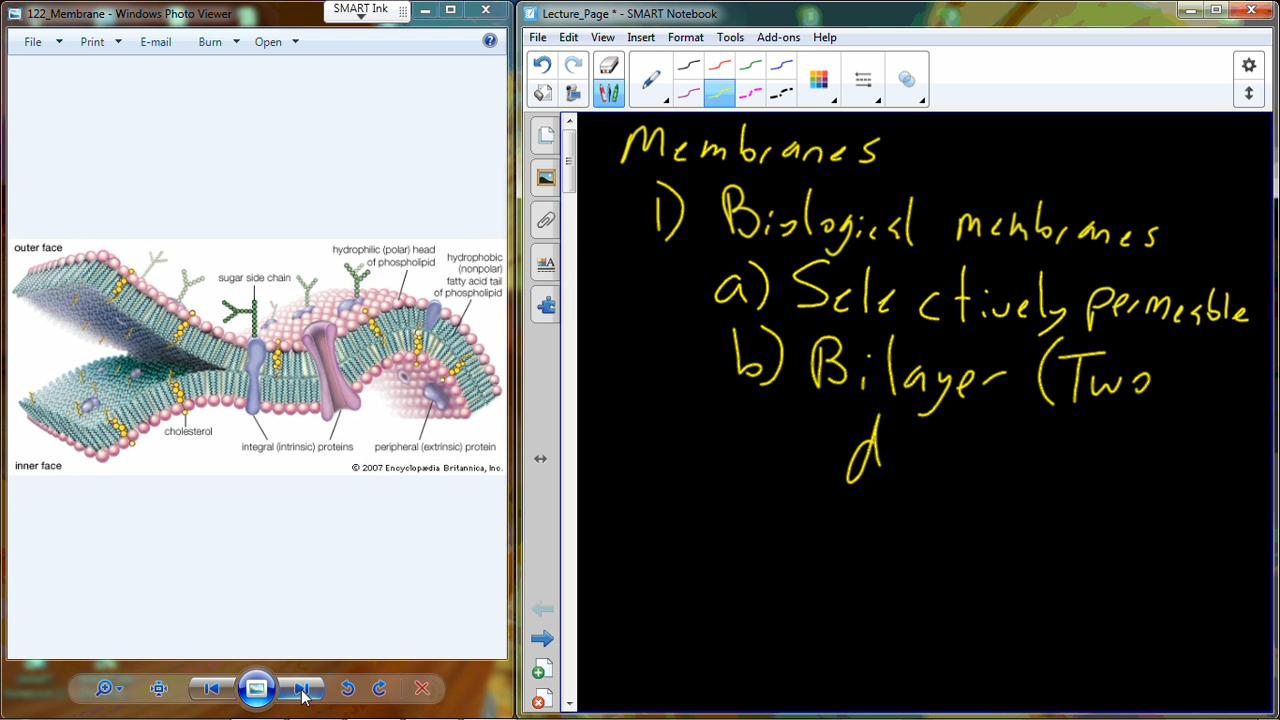 122_Membrane - Windows Photo Viewer
SMART Ink
File Print E-mail Burn Open
outer face
sugar side chain
hydrophilic (polar) head
of phospholipid
hydrophobic
(nonpolar)
fatty acid tail
of phospholipid
cholesterol
integral (intrinsic) proteins
peripheral (extrinsic) protein
inner face
© 2007 Encyclopædia Britannica, Inc.
Lecture_Page * - SMART Notebook
File Edit View Insert Format Tools Add-ons Help
Membranes
1) Biological membranes
a) Selectively permeable
b) Bilayer (Two
d